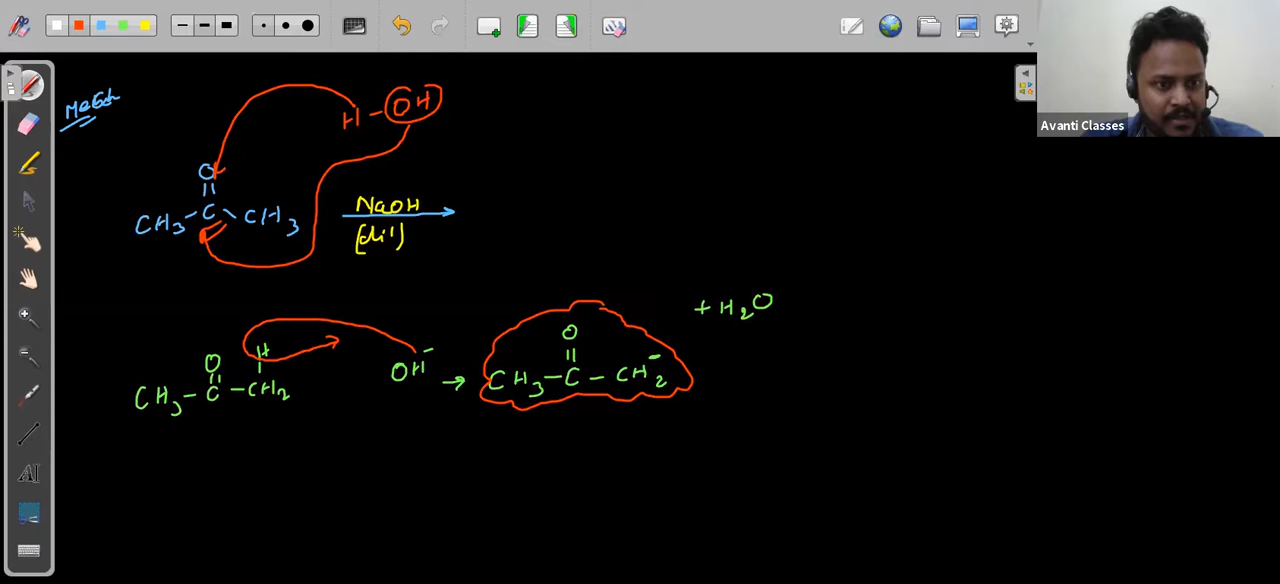 Mech
H - OH
O
||
CH3 - C - CH3
NaOH
(dil)
CH3 - C - CH2
O
||
H
OH⁻ →
O
||
CH3 - C - CH2⁻
+ H2O
Avanti Classes